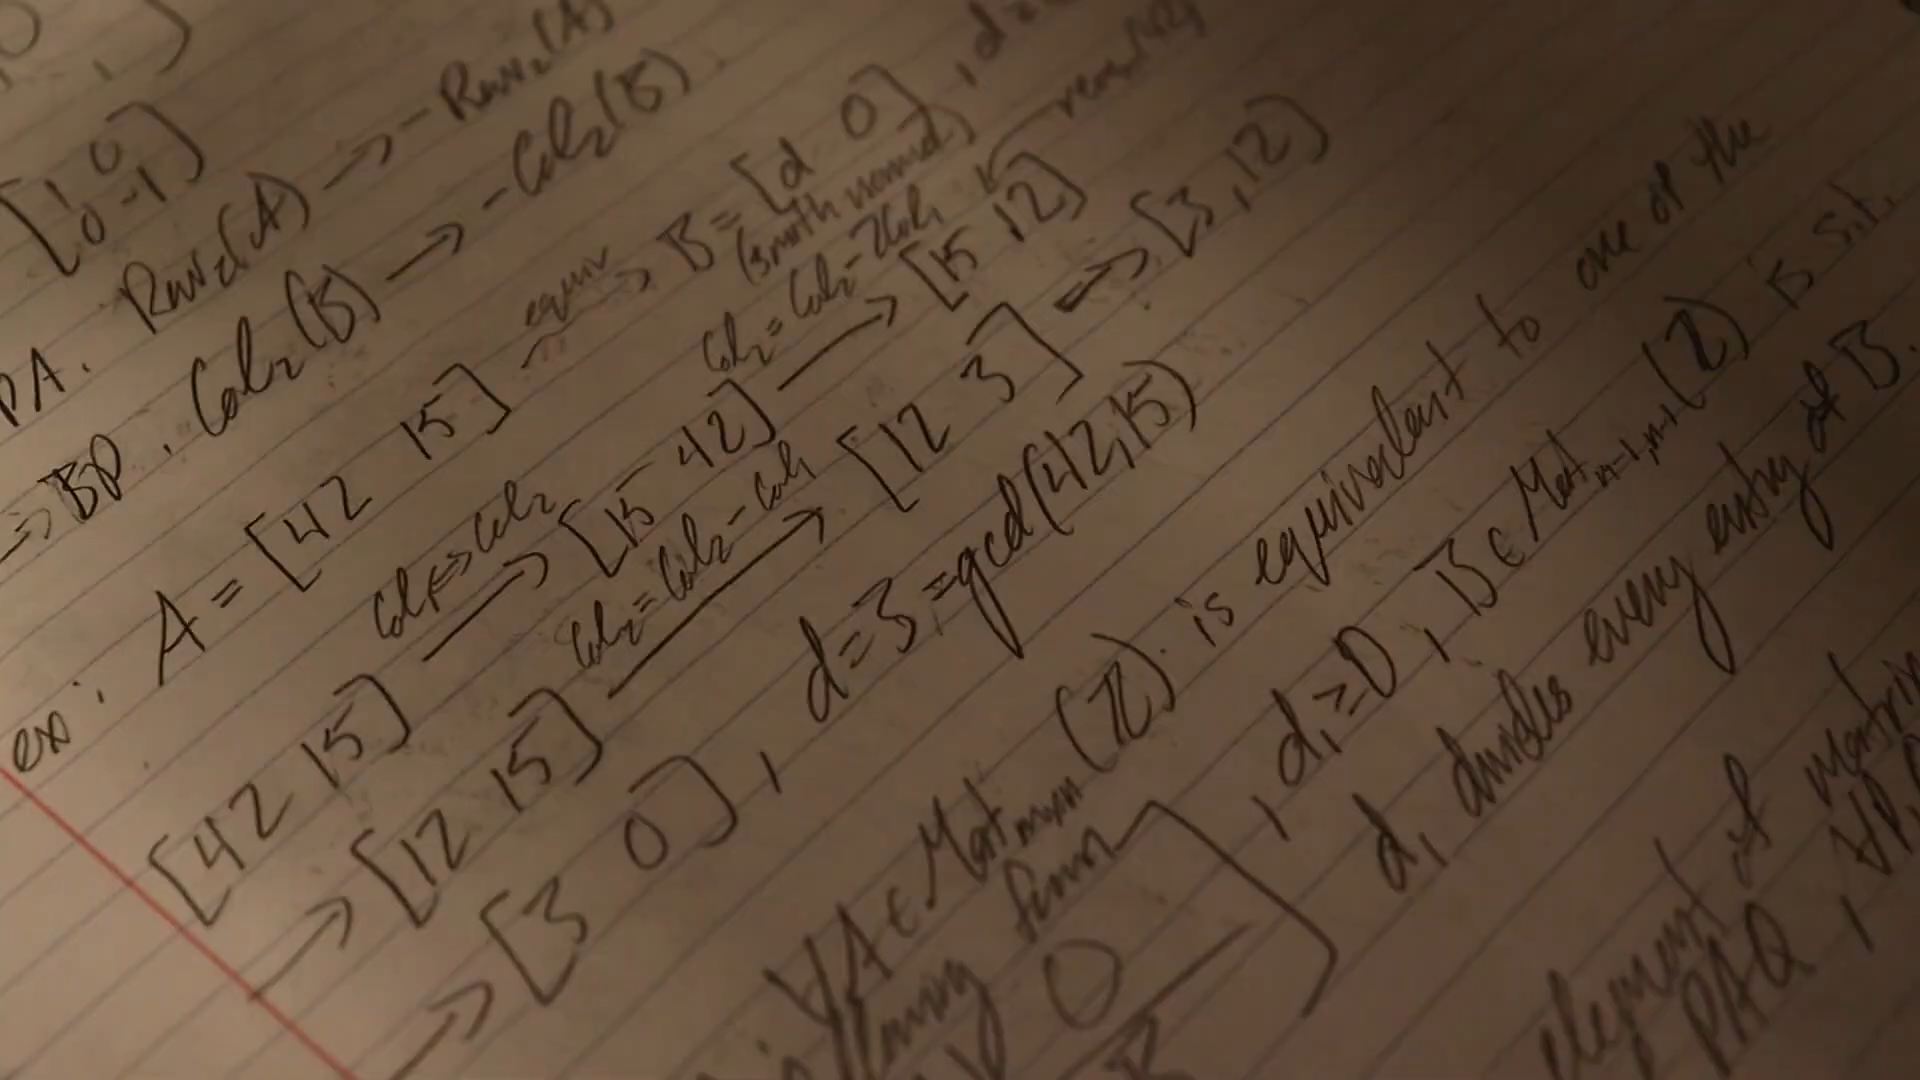 [1 0
0 -1]
PA. Row₂(A) → -Row₂(A)
→ BP. Col₂(B) → -Col₂(B).
ex: A = [42 15] equiv → B = [d 0], d
(Smith normal)
[42 15] Col₁↔Col₂ → [15 42] Col₂ = Col₂ - 2Col₁ → [15 12]
→ [12 15] Col₂ = Col₂ - Col₁ → [12 3] → [3, 12]
→ [3 0], d = 3 = gcd(42,15)
∀A ∈ Mat_{m×n}(ℤ) is equivalent to one of the
form
0
B ], d₁ ≥ 0, B ∈ Mat_{m-1,n-1}(ℤ) is s.t.
d₁ divides every entry of B.
element of
PAQ,